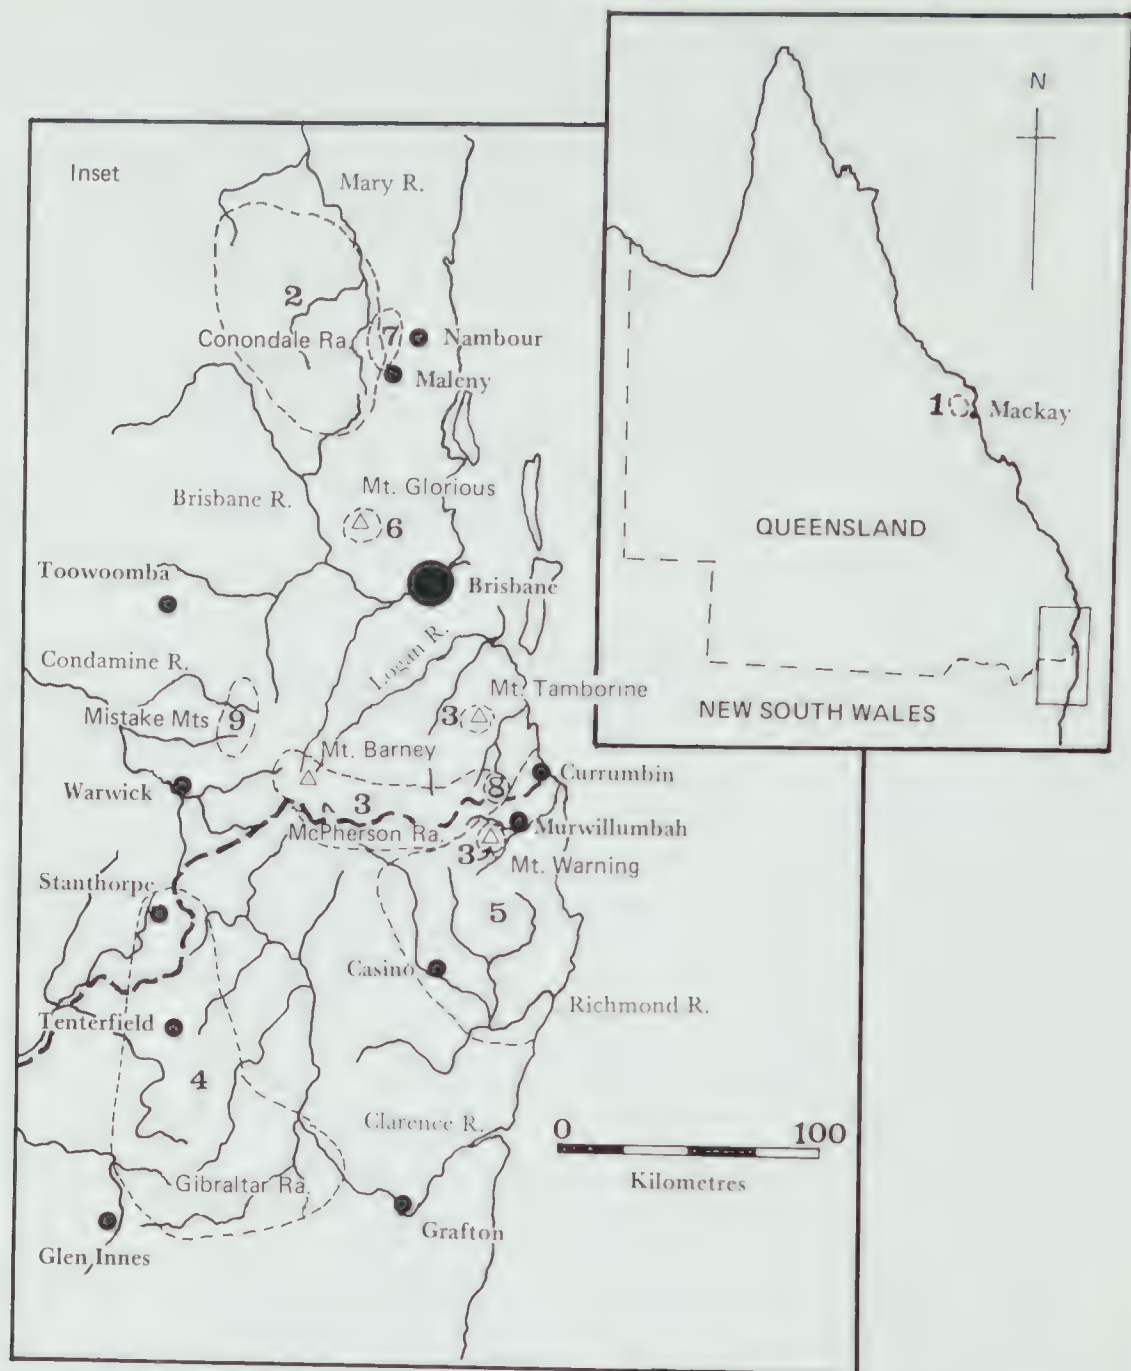 N
Inset
Mary R.
2
Conondale Ra.
7
Nambour
Maleny
1
Mackay
Brisbane R.
Mt. Glorious
6
QUEENSLAND
Toowoomba
Brisbane
Logan R.
Condamine R.
Mt. Tamborine
3
NEW SOUTH WALES
Mistake Mts
9
Mt. Barney
Currumbin
Warwick
3
8
McPherson Ra.
Murwillumbah
3
Mt. Warning
Stanthorpe
5
Casino
Richmond R.
Tenterfield
4
Clarence R.
0
100
Kilometres
Gibraltar Ra.
Grafton
Glen Innes